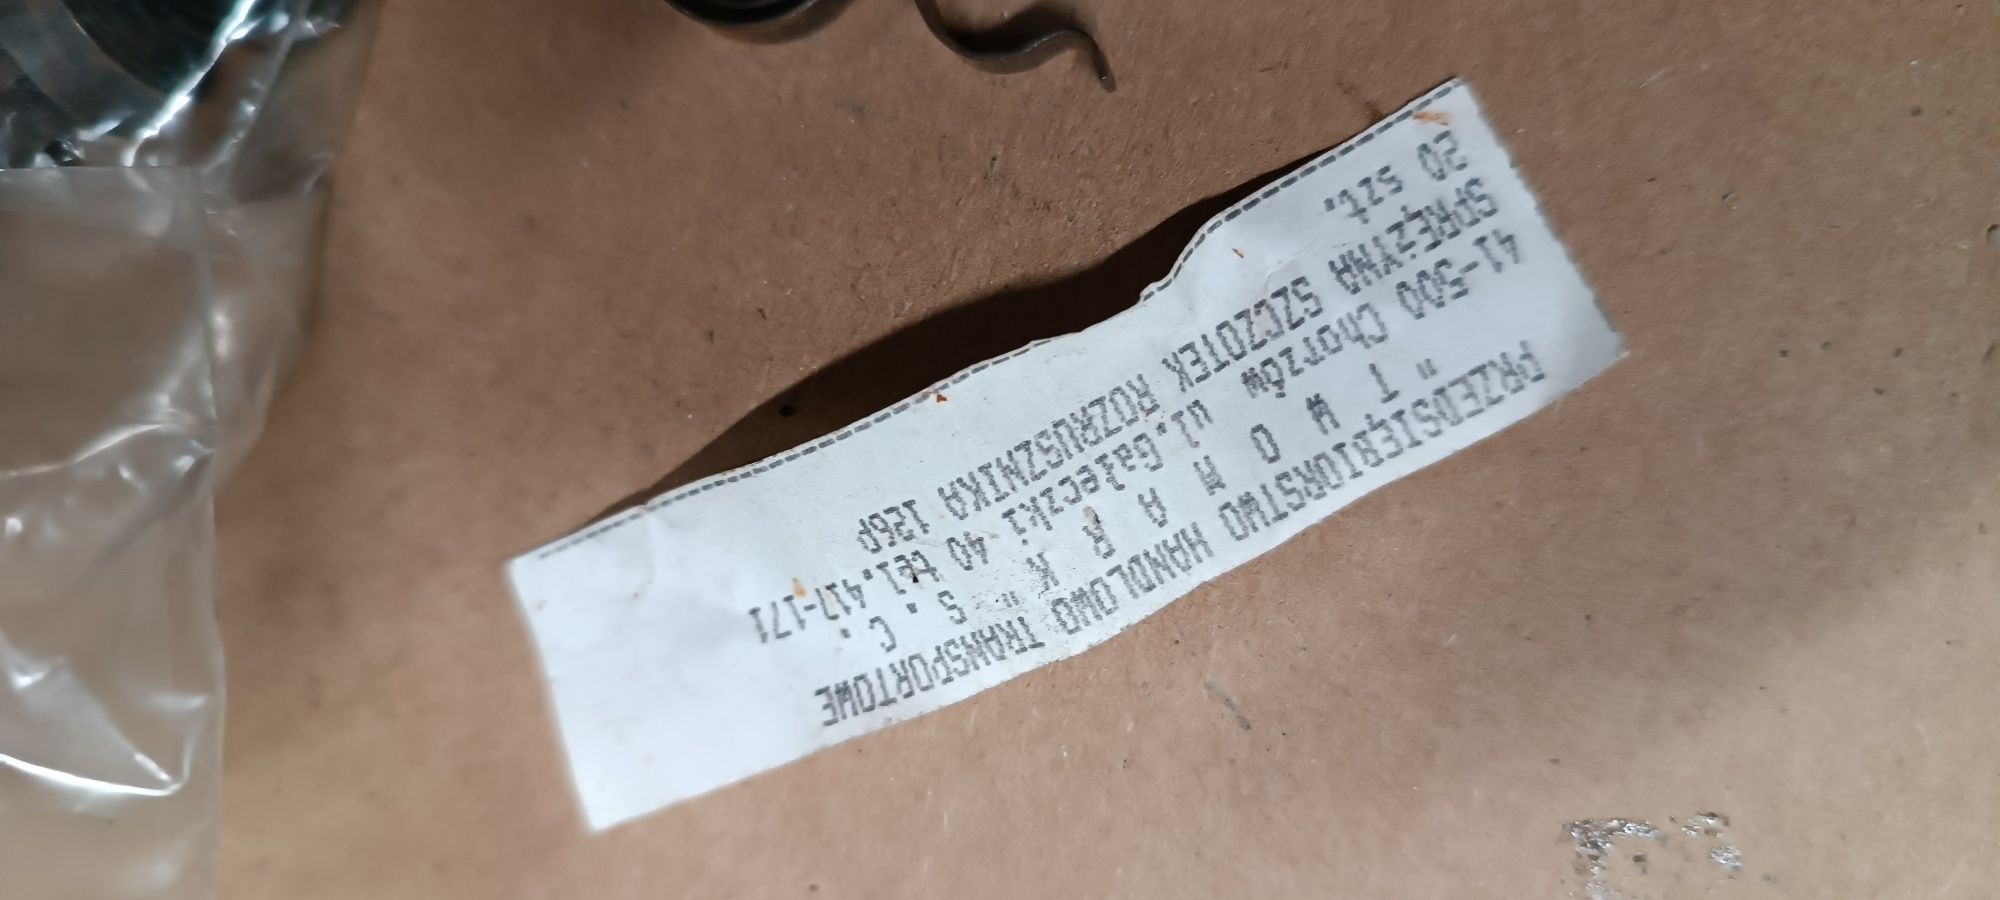 PRZEDSIĘBIORSTWO HANDLOWO TRANSPORTOWE
" T W O M A R K " S. C.
41-500 Chorzów ul.Gałeczki 40 tel.417-171
SPRĘŻYNA SZCZOTEK ROZRUSZNIKA 126P
20 szt.